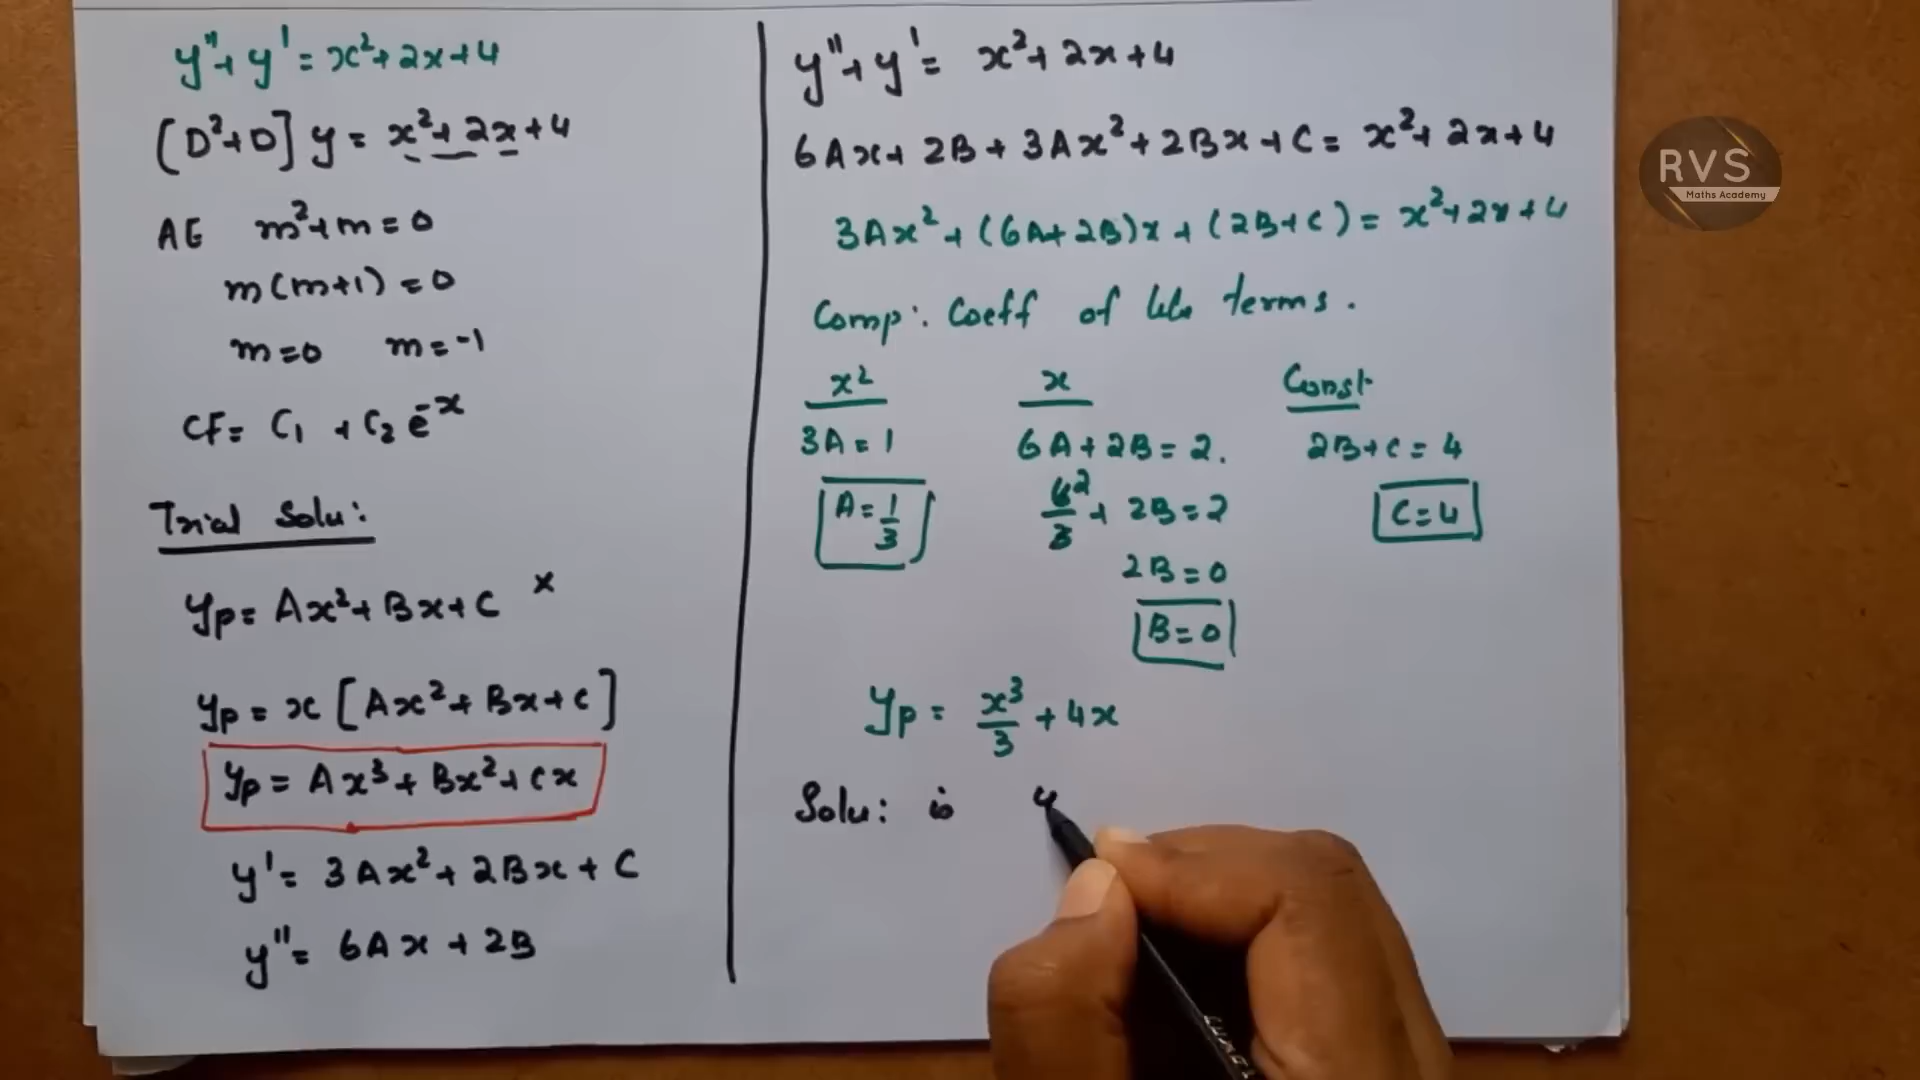 y''+y'=x²+2x+4
[D²+D]y=x²+2x+4
AE m²+m=0
m(m+1)=0
m=0 m=-1
CF= C₁ + C₂e⁻ˣ
Trial Solu:
yp= Ax²+Bx+C ×
yp= x[Ax²+Bx+C]
yp= Ax³+Bx²+Cx
y'= 3Ax²+2Bx+C
y''= 6Ax+2B
y''+y'= x²+2x+4
6Ax+2B+3Ax²+2Bx+C= x²+2x+4
3Ax²+(6A+2B)x+(2B+C)= x²+2x+4
Comp: Coeff of like terms.
x² x Const
3A=1 6A+2B=2. 2B+C=4
A=1/3 6²/3+2B=2 C=4
2B=0
B=0
yp= x³/3+4x
Solu: is y
RVS
Maths Academy